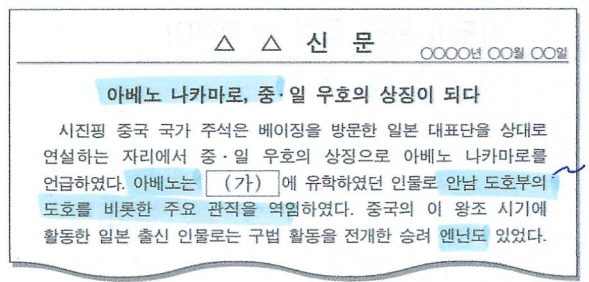 △ △ 신 문
○○○○년 ○○월 ○○일
아베노 나카마로, 중·일 우호의 상징이 되다
시진핑 중국 국가 주석은 베이징을 방문한 일본 대표단을 상대로
연설하는 자리에서 중·일 우호의 상징으로 아베노 나카마로를
언급하였다. 아베노는 (가) 에 유학하였던 인물로 안남 도호부의
도호를 비롯한 주요 관직을 역임하였다. 중국의 이 왕조 시기에
활동한 일본 출신 인물로는 구법 활동을 전개한 승려 엔닌도 있었다.